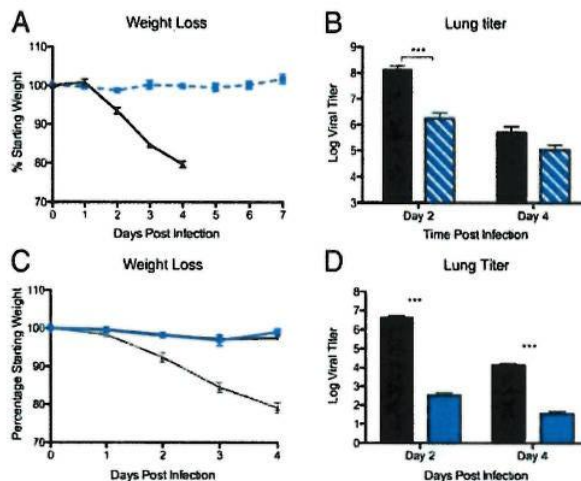 A
Weight Loss
% Starting Weight
110
100
90
80
70
0 1 2 3 4 5 6 7
Days Post Infection
B
Lung titer
Log Viral Titer
9
8
7
6
5
4
3
***
Day 2 Day 4
Time Post Infection
C
Weight Loss
Percentage Starting Weight
110
100
90
80
70
0 1 2 3 4
Days Post Infection
D
Lung Titer
Log Viral Titer
10
9
8
7
6
5
4
3
2
1
0
***
***
Day 2 Day 4
Days Post Infection